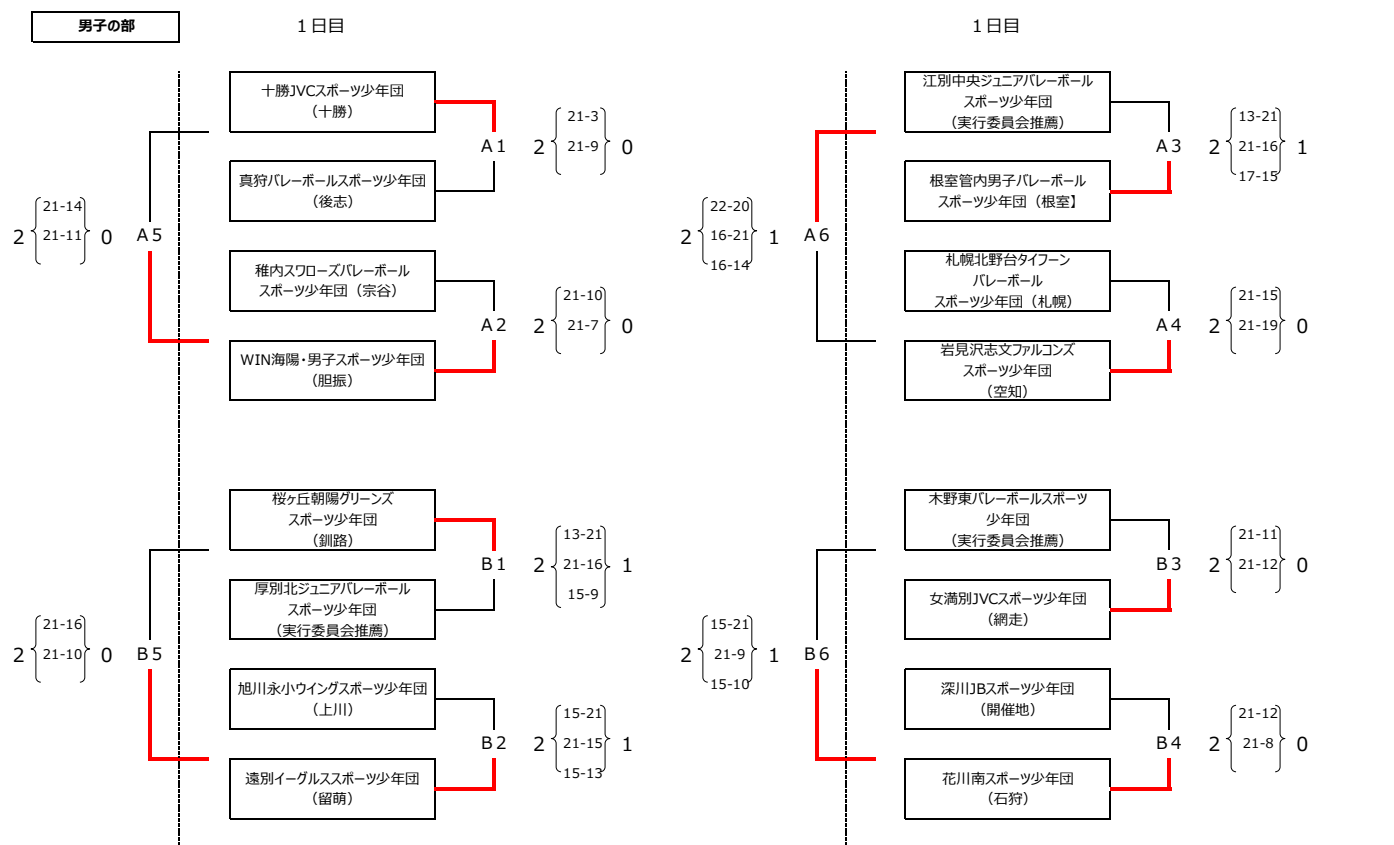 男子の部
1日目
1日目
十勝JVCスポーツ少年団
（十勝）
A1
2
21-3
21-9
0
真狩バレーボールスポーツ少年団
（後志）
2
21-14
21-11
0
A5
稚内スワローズバレーボール
スポーツ少年団（宗谷）
A2
2
21-10
21-7
0
WIN海陽・男子スポーツ少年団
（胆振）
江別中央ジュニアバレーボール
スポーツ少年団
（実行委員会推薦）
A3
2
13-21
21-16
17-15
1
根室管内男子バレーボール
スポーツ少年団（根室】
2
22-20
16-21
16-14
1
A6
札幌北野台タイフーン
バレーボール
スポーツ少年団（札幌）
A4
2
21-15
21-19
0
岩見沢志文ファルコンズ
スポーツ少年団
（空知）
桜ヶ丘朝陽グリーンズ
スポーツ少年団
（釧路）
B1
2
13-21
21-16
15-9
1
厚別北ジュニアバレーボール
スポーツ少年団
（実行委員会推薦）
2
21-16
21-10
0
B5
旭川永小ウイングスポーツ少年団
（上川）
B2
2
15-21
21-15
15-13
1
遠別イーグルススポーツ少年団
（留萌）
木野東バレーボールスポーツ
少年団
（実行委員会推薦）
B3
2
21-11
21-12
0
女満別JVCスポーツ少年団
（網走）
2
15-21
21-9
15-10
1
B6
深川JBスポーツ少年団
（開催地）
B4
2
21-12
21-8
0
花川南スポーツ少年団
（石狩）